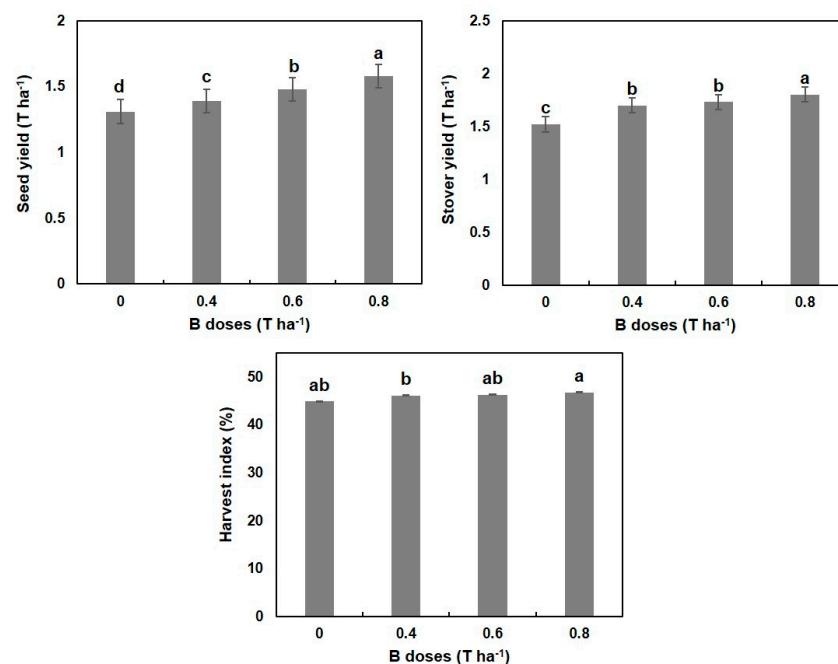 Seed yield (T ha⁻¹)
2
1.5
1
0.5
0
d
c
b
a
0 0.4 0.6 0.8
B doses (T ha⁻¹)
Stover yield (T ha⁻¹)
2.5
2
1.5
1
0.5
0
c
b
b
a
0 0.4 0.6 0.8
B doses (T ha⁻¹)
Harvest index (%)
50
40
30
20
10
0
ab
b
ab
a
0 0.4 0.6 0.8
B doses (T ha⁻¹)